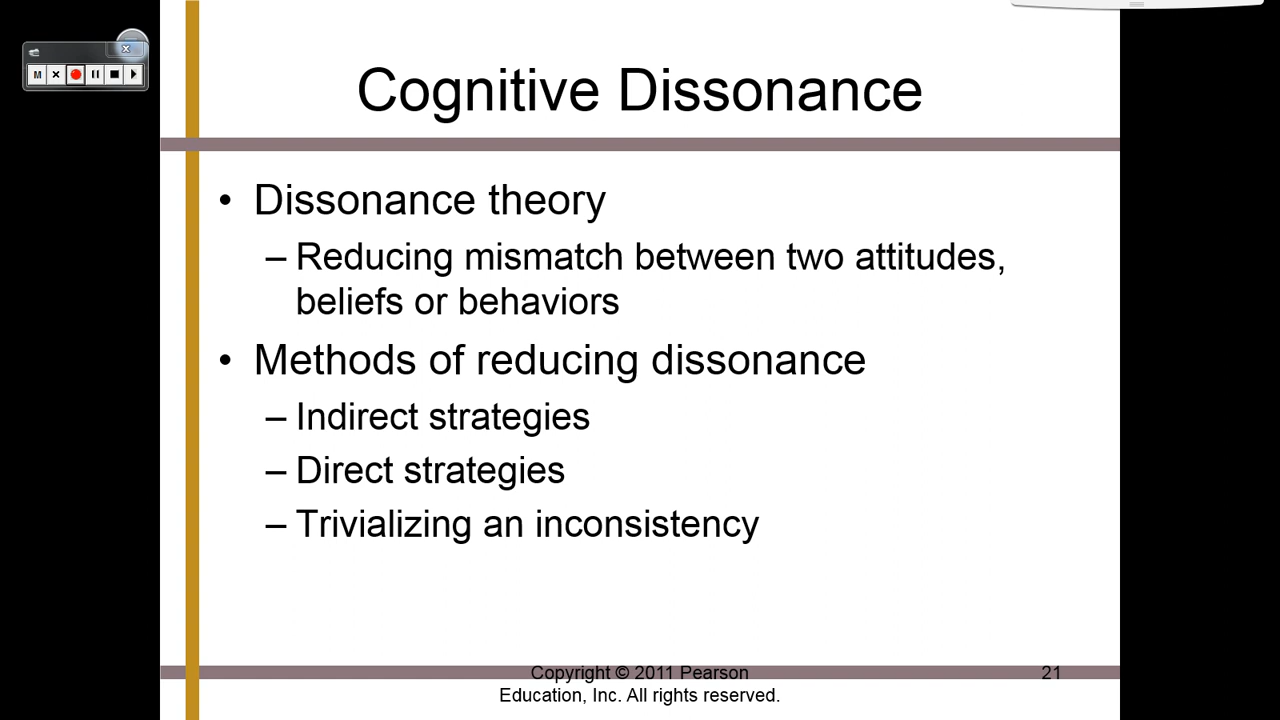 M
Cognitive Dissonance
• Dissonance theory
– Reducing mismatch between two attitudes,
beliefs or behaviors
• Methods of reducing dissonance
– Indirect strategies
– Direct strategies
– Trivializing an inconsistency
Copyright © 2011 Pearson
Education, Inc. All rights reserved.
21